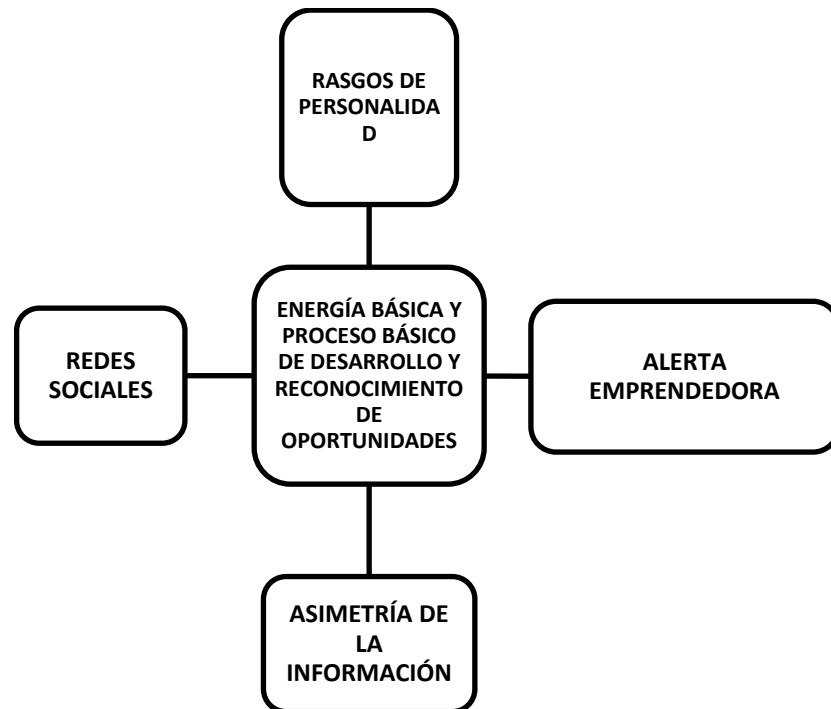 RASGOS DE
PERSONALIDA
D
ENERGÍA BÁSICA Y
PROCESO BÁSICO
DE DESARROLLO Y
RECONOCIMIENTO
DE
OPORTUNIDADES
REDES
SOCIALES
ALERTA
EMPRENDEDORA
ASIMETRÍA DE
LA
INFORMACIÓN